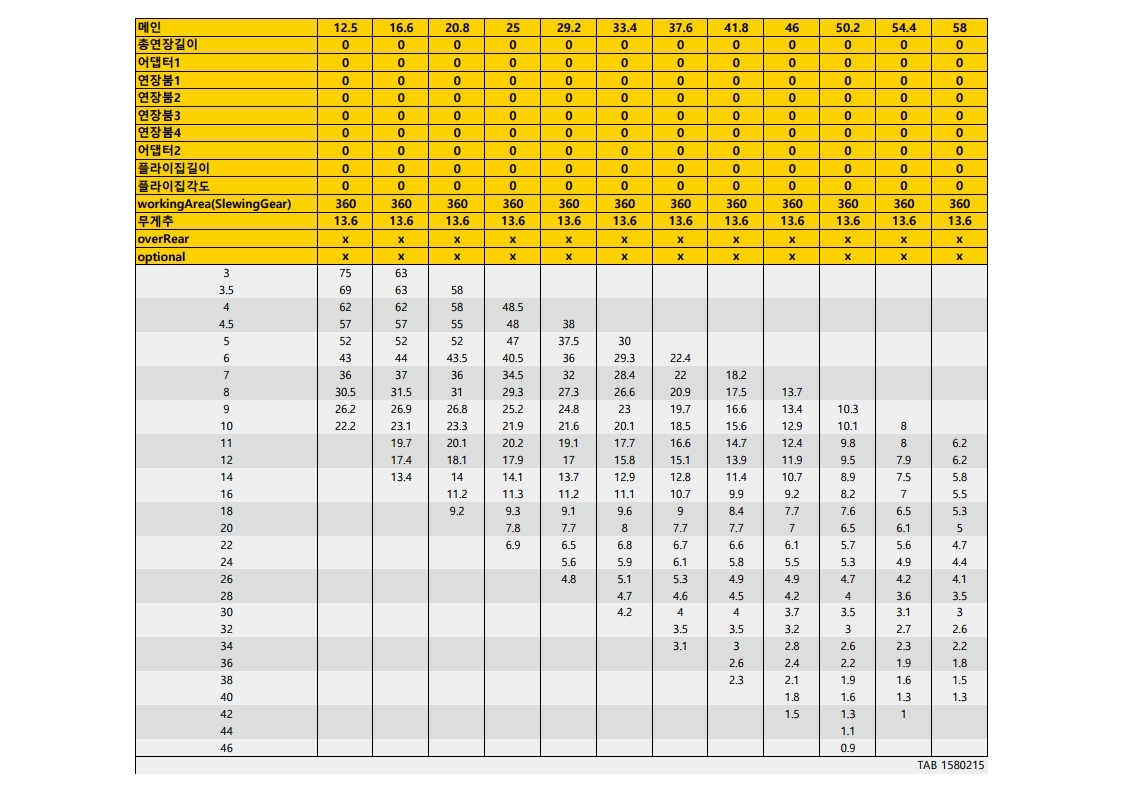 메인 12.5 16.6 20.8 25 29.2 33.4 37.6 41.8 46 50.2 54.4 58
총연장길이 0 0 0 0 0 0 0 0 0 0 0 0
어댑터1 0 0 0 0 0 0 0 0 0 0 0 0
연장붐1 0 0 0 0 0 0 0 0 0 0 0 0
연장붐2 0 0 0 0 0 0 0 0 0 0 0 0
연장붐3 0 0 0 0 0 0 0 0 0 0 0 0
연장붐4 0 0 0 0 0 0 0 0 0 0 0 0
어댑터2 0 0 0 0 0 0 0 0 0 0 0 0
플라이집길이 0 0 0 0 0 0 0 0 0 0 0 0
플라이집각도 0 0 0 0 0 0 0 0 0 0 0 0
workingArea(SlewingGear) 360 360 360 360 360 360 360 360 360 360 360 360
무게추 13.6 13.6 13.6 13.6 13.6 13.6 13.6 13.6 13.6 13.6 13.6 13.6
overRear x x x x x x x x x x x x
optional x x x x x x x x x x x x
3 75 63
3.5 69 63 58
4 62 62 58 48.5
4.5 57 57 55 48 38
5 52 52 52 47 37.5 30
6 43 44 43.5 40.5 36 29.3 22.4
7 36 37 36 34.5 32 28.4 22 18.2
8 30.5 31.5 31 29.3 27.3 26.6 20.9 17.5 13.7
9 26.2 26.9 26.8 25.2 24.8 23 19.7 16.6 13.4 10.3
10 22.2 23.1 23.3 21.9 21.6 20.1 18.5 15.6 12.9 10.1 8
11 19.7 20.1 20.2 19.1 17.7 16.6 14.7 12.4 9.8 8 6.2
12 17.4 18.1 17.9 17 15.8 15.1 13.9 11.9 9.5 7.9 6.2
14 13.4 14 14.1 13.7 12.9 12.8 11.4 10.7 8.9 7.5 5.8
16 11.2 11.3 11.2 11.1 10.7 9.9 9.2 8.2 7 5.5
18 9.2 9.3 9.1 9.6 9 8.4 7.7 7.6 6.5 5.3
20 7.8 7.7 8 7.7 7.7 7 6.5 6.1 5
22 6.9 6.5 6.8 6.7 6.6 6.1 5.7 5.6 4.7
24 5.6 5.9 6.1 5.8 5.5 5.3 4.9 4.4
26 4.8 5.1 5.3 4.9 4.9 4.7 4.2 4.1
28 4.7 4.6 4.5 4.2 4 3.6 3.5
30 4.2 4 4 3.7 3.5 3.1 3
32 3.5 3.5 3.2 3 2.7 2.6
34 3.1 3 2.8 2.6 2.3 2.2
36 2.6 2.4 2.2 1.9 1.8
38 2.3 2.1 1.9 1.6 1.5
40 1.8 1.6 1.3 1.3
42 1.5 1.3 1
44 1.1
46 0.9
TAB 1580215